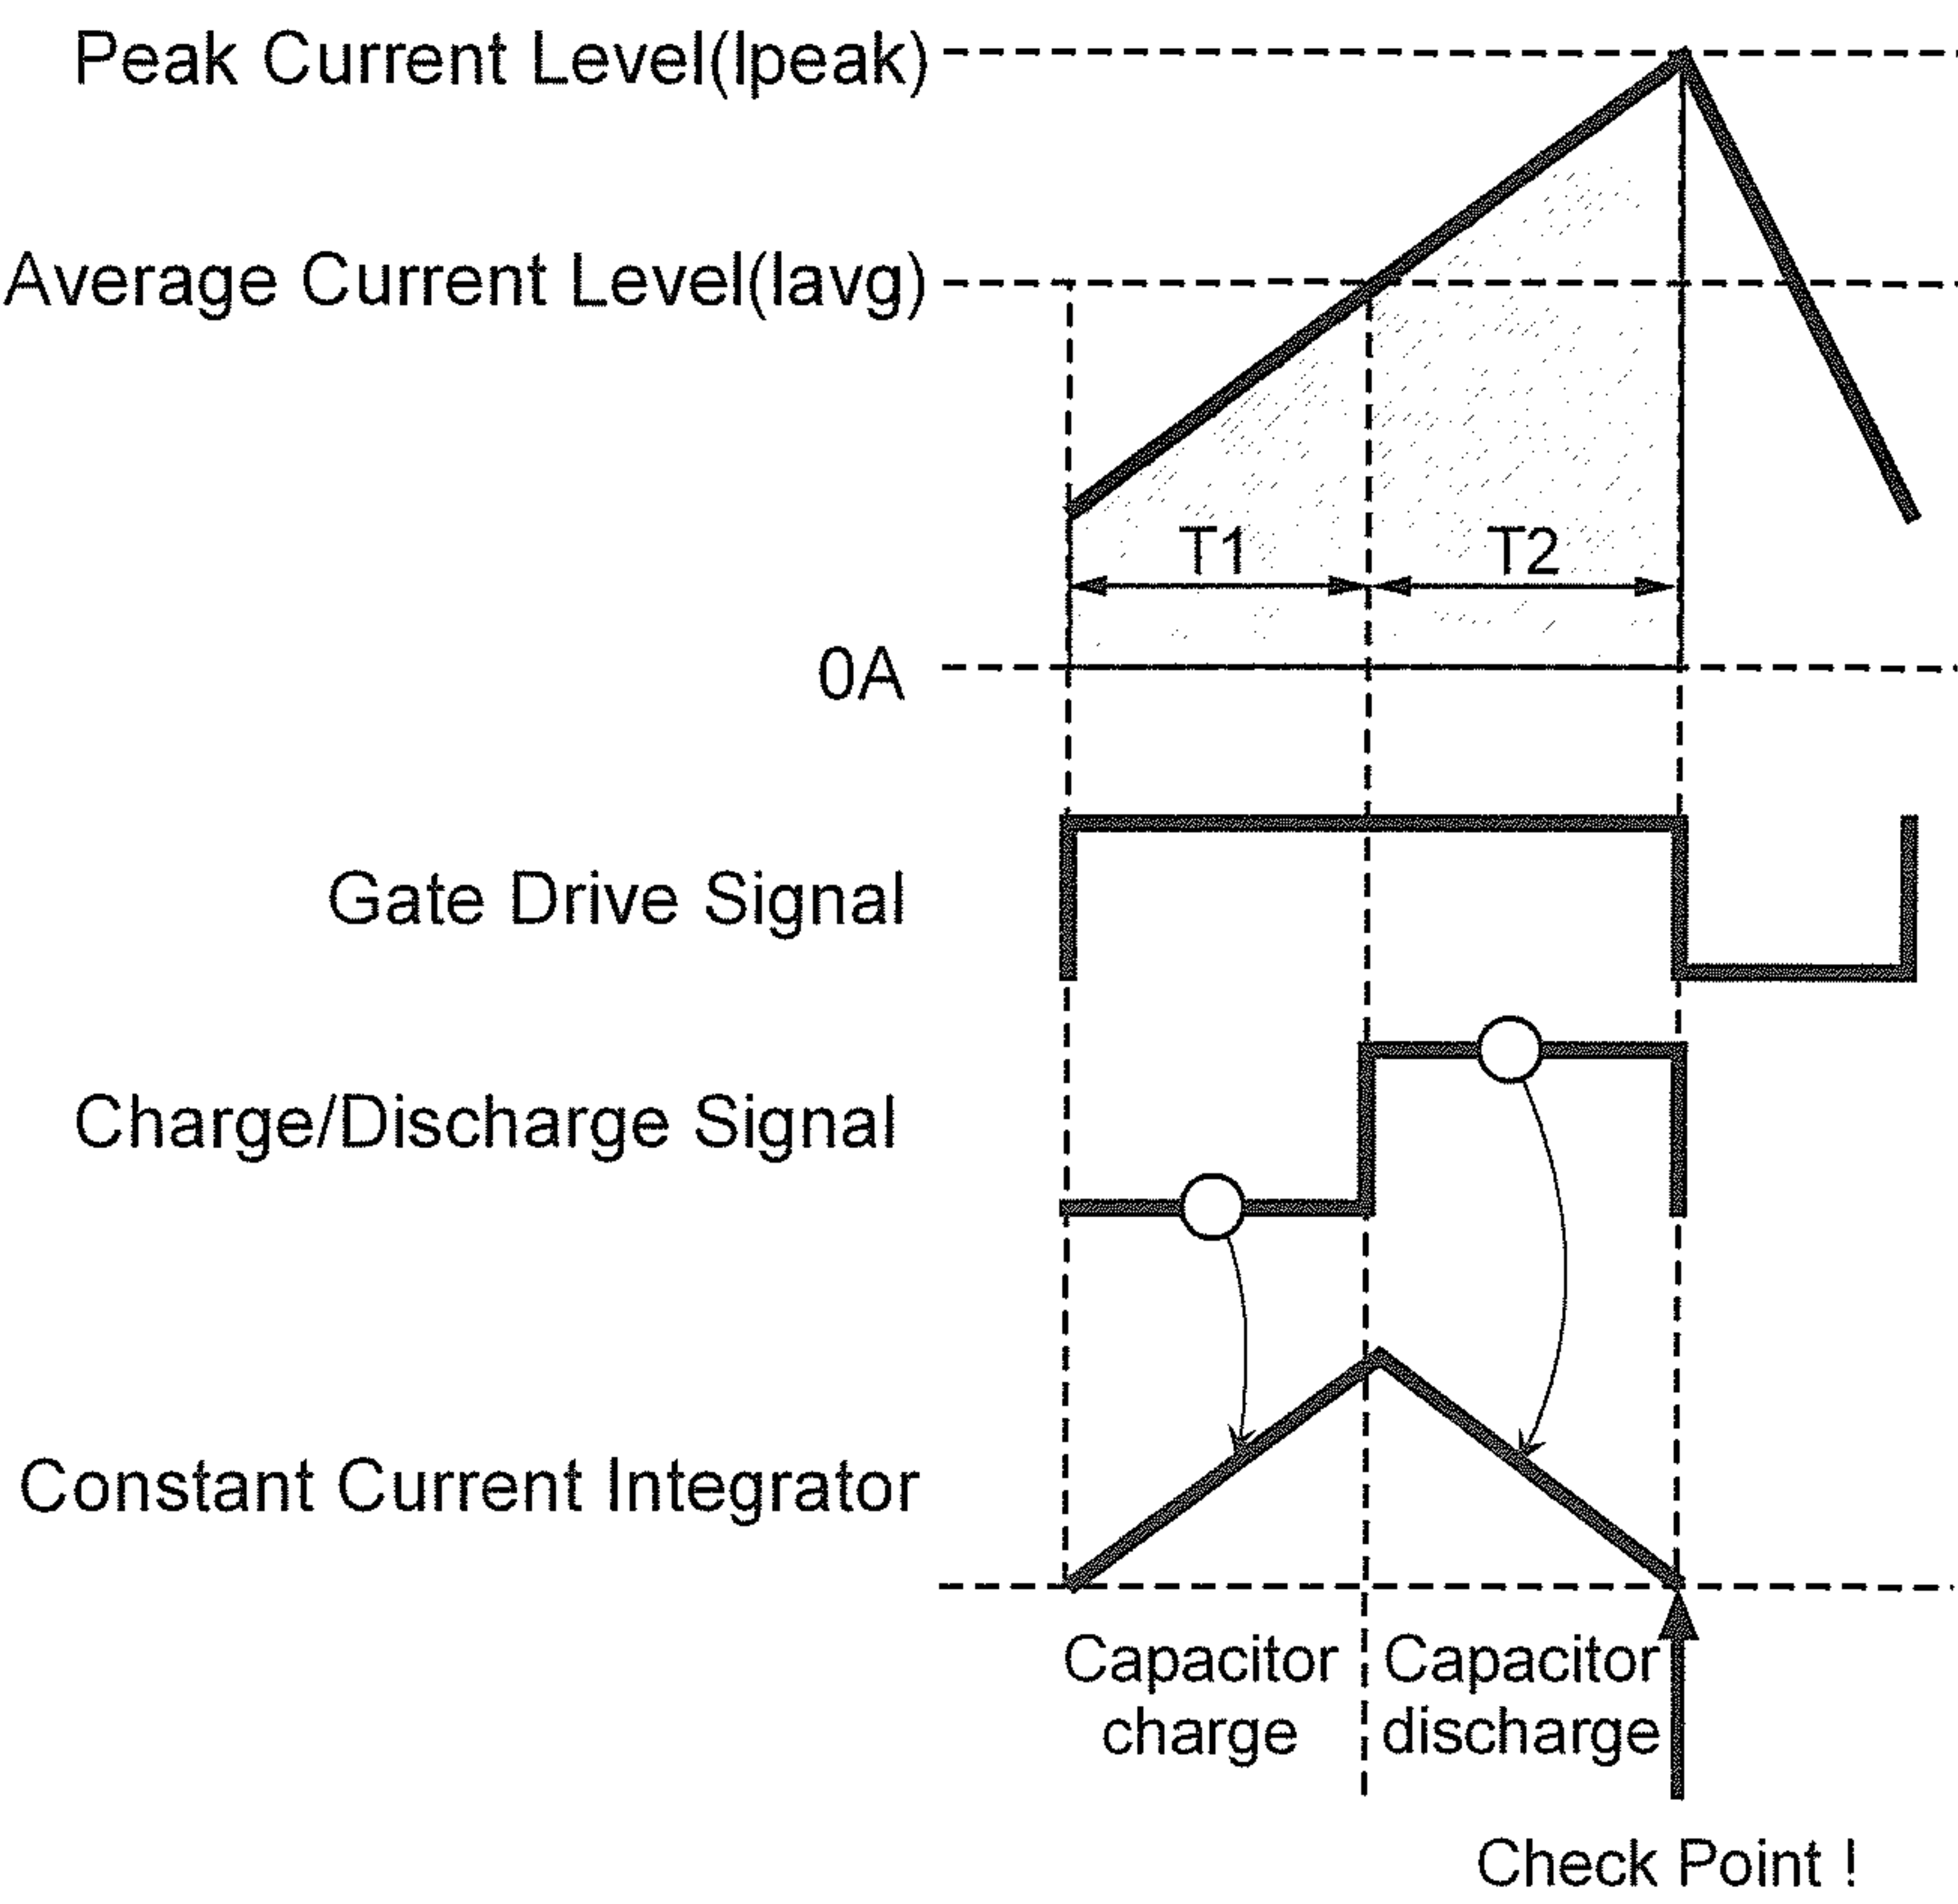 Peak Current Level(Ipeak)
Average Current Level(Iavg)
T1 T2
0A
Gate Drive Signal
Charge/Discharge Signal
Constant Current Integrator
Capacitor charge
Capacitor discharge
Check Point !